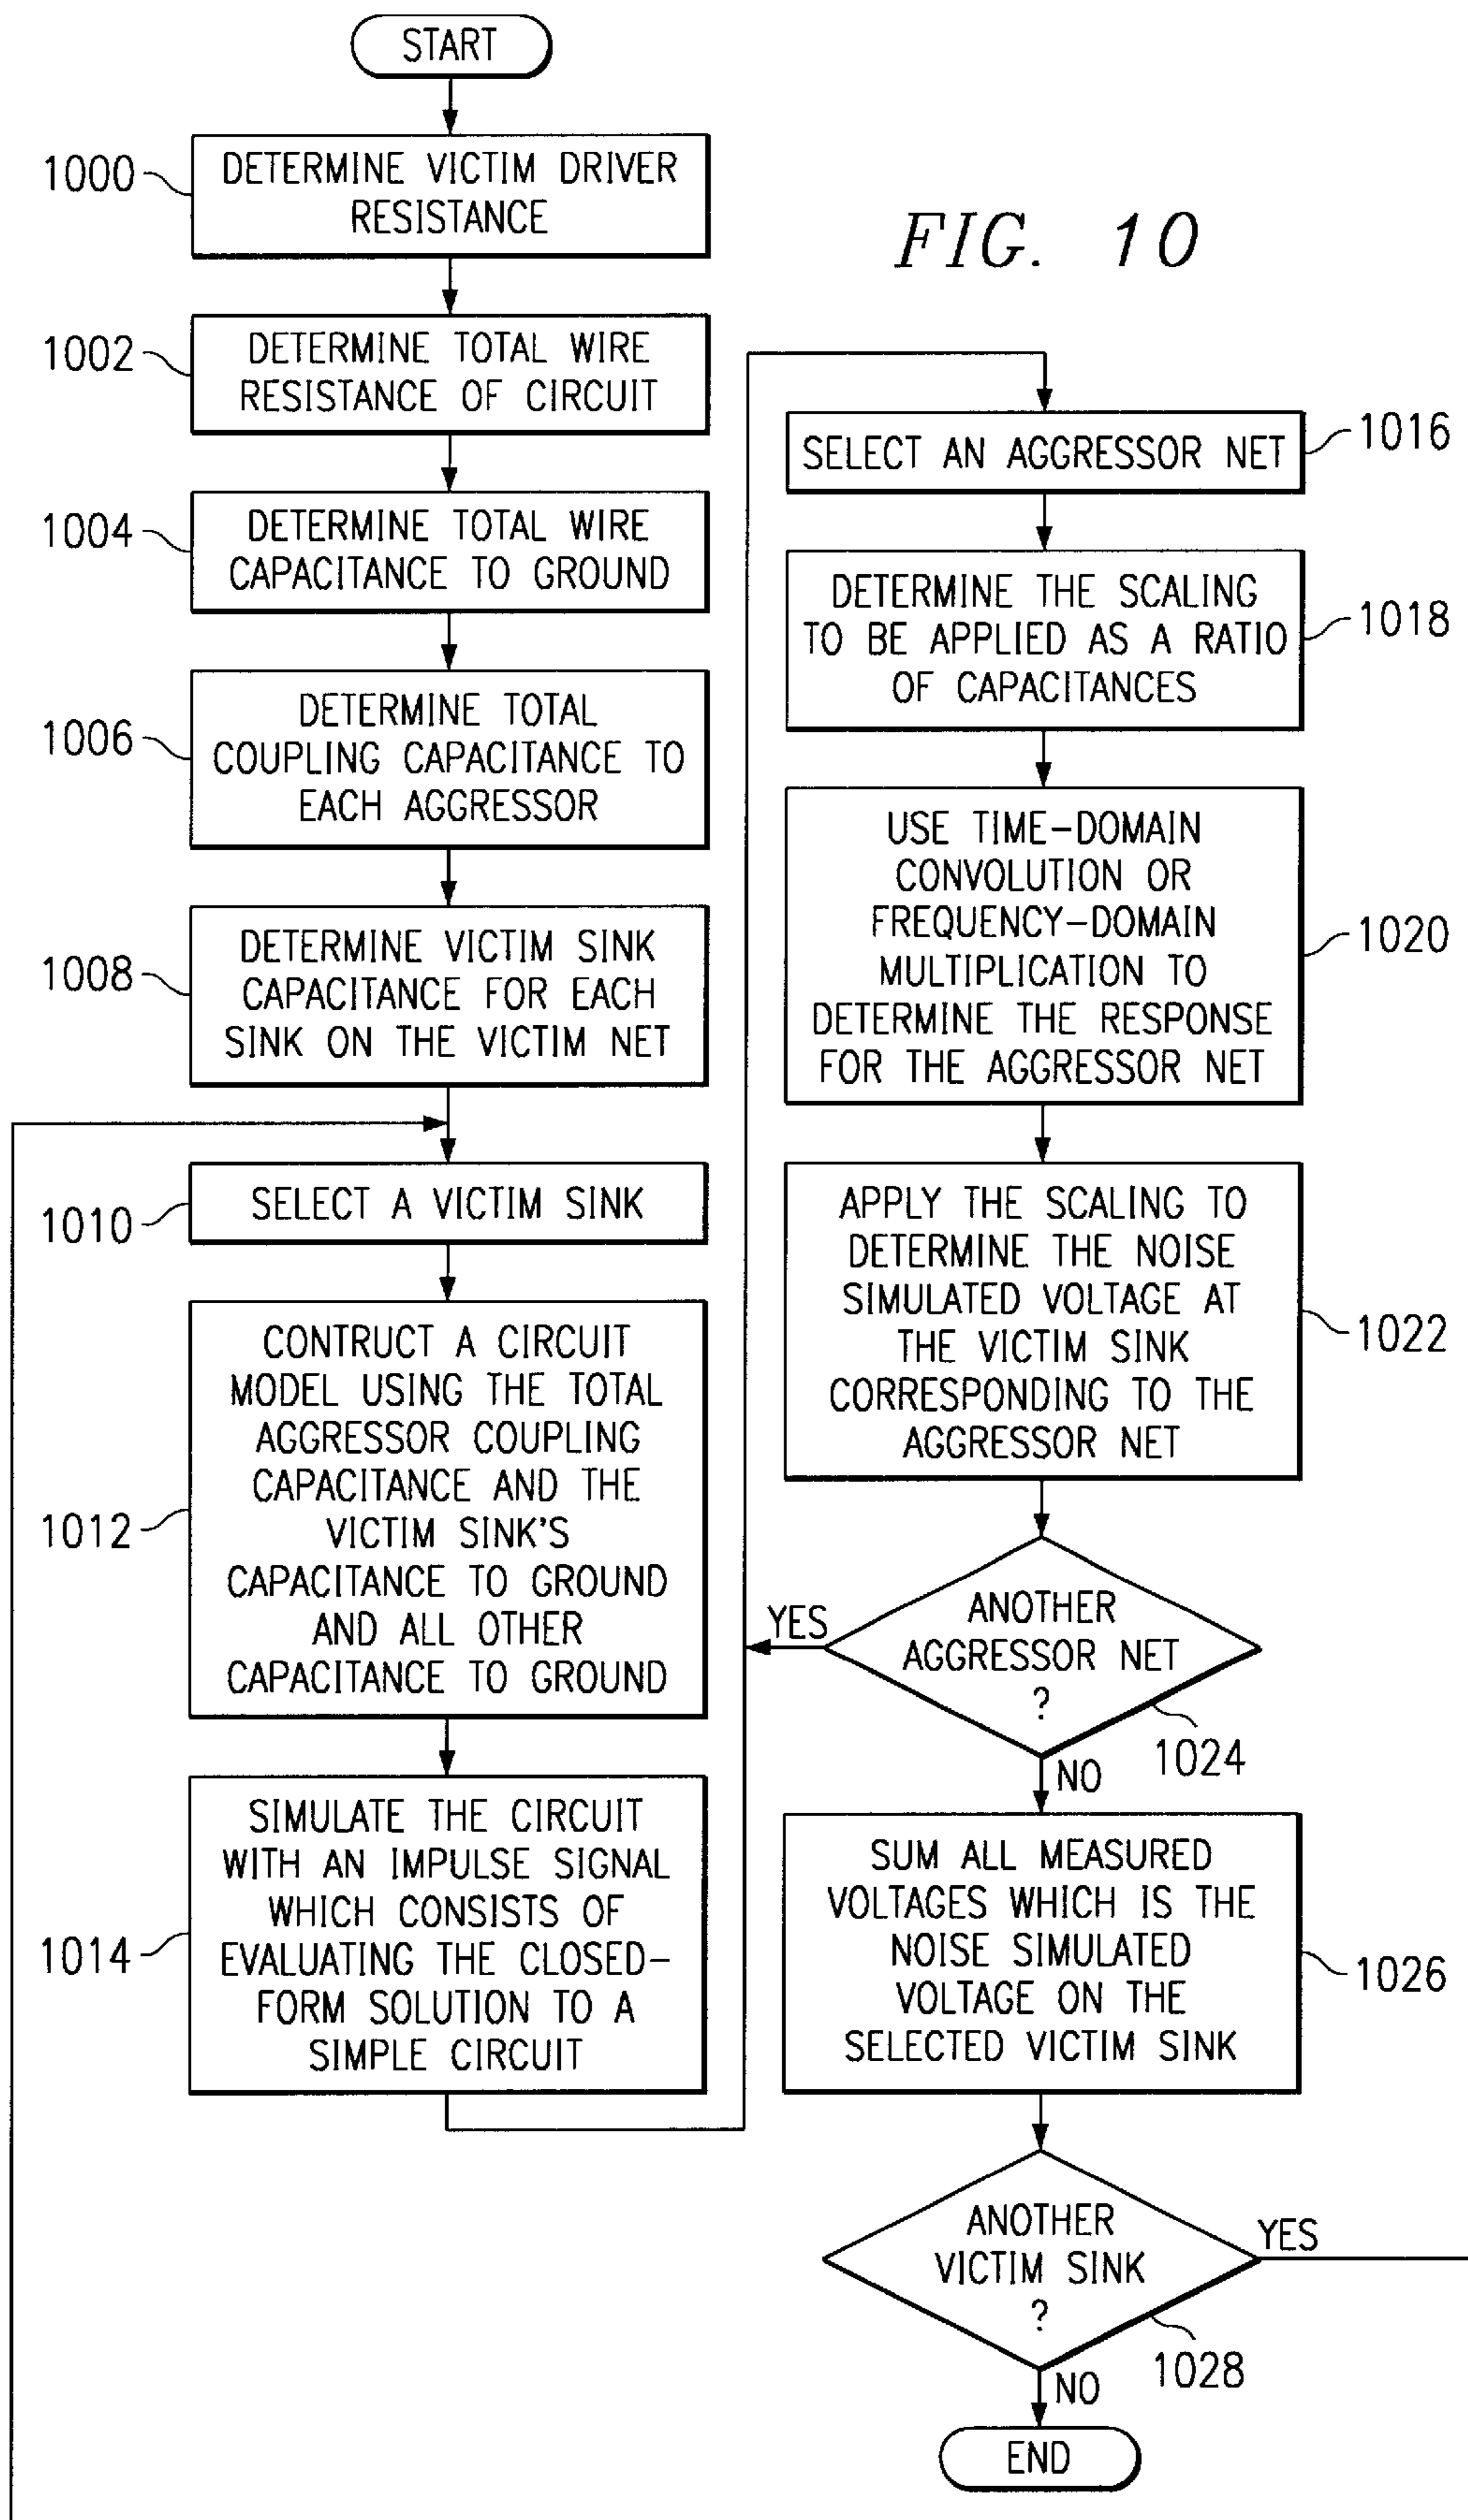 START
1000
DETERMINE VICTIM DRIVER
RESISTANCE
1002
DETERMINE TOTAL WIRE
RESISTANCE OF CIRCUIT
1004
DETERMINE TOTAL WIRE
CAPACITANCE TO GROUND
1006
DETERMINE TOTAL
COUPLING CAPACITANCE TO
EACH AGGRESSOR
1008
DETERMINE VICTIM SINK
CAPACITANCE FOR EACH
SINK ON THE VICTIM NET
1010
SELECT A VICTIM SINK
1012
CONTRUCT A CIRCUIT
MODEL USING THE TOTAL
AGGRESSOR COUPLING
CAPACITANCE AND THE
VICTIM SINK'S
CAPACITANCE TO GROUND
AND ALL OTHER
CAPACITANCE TO GROUND
1014
SIMULATE THE CIRCUIT
WITH AN IMPULSE SIGNAL
WHICH CONSISTS OF
EVALUATING THE CLOSED-
FORM SOLUTION TO A
SIMPLE CIRCUIT
FIG. 10
SELECT AN AGGRESSOR NET
1016
DETERMINE THE SCALING
TO BE APPLIED AS A RATIO
OF CAPACITANCES
1018
USE TIME-DOMAIN
CONVOLUTION OR
FREQUENCY-DOMAIN
MULTIPLICATION TO
DETERMINE THE RESPONSE
FOR THE AGGRESSOR NET
1020
APPLY THE SCALING TO
DETERMINE THE NOISE
SIMULATED VOLTAGE AT
THE VICTIM SINK
CORRESPONDING TO THE
AGGRESSOR NET
1022
YES
ANOTHER
AGGRESSOR NET
?
1024
NO
SUM ALL MEASURED
VOLTAGES WHICH IS THE
NOISE SIMULATED
VOLTAGE ON THE
SELECTED VICTIM SINK
1026
ANOTHER
VICTIM SINK
?
YES
1028
NO
END